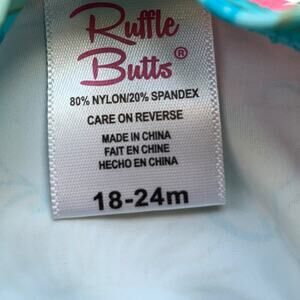 Ruffle
Butts®
80% NYLON/20% SPANDEX
CARE ON REVERSE
MADE IN CHINA
FAIT EN CHINE
HECHO EN CHINA
18-24m